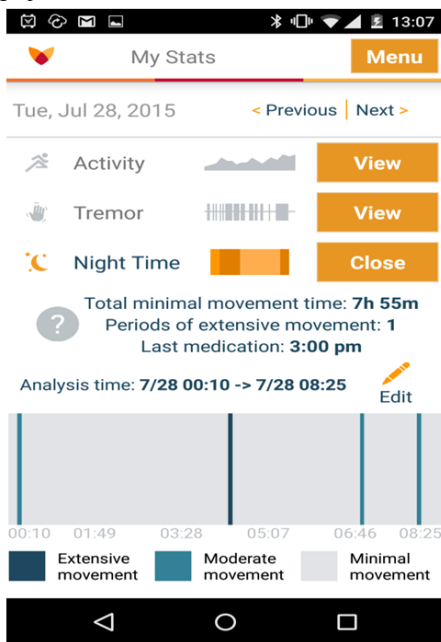 13:07
My Stats
Menu
Tue, Jul 28, 2015
< Previous | Next >
Activity
View
Tremor
View
Night Time
Close
?
Total minimal movement time: 7h 55m
Periods of extensive movement: 1
Last medication: 3:00 pm
Analysis time: 7/28 00:10 -> 7/28 08:25
Edit
00:10 01:49 03:28 05:07 06:46 08:25
Extensive
movement
Moderate
movement
Minimal
movement